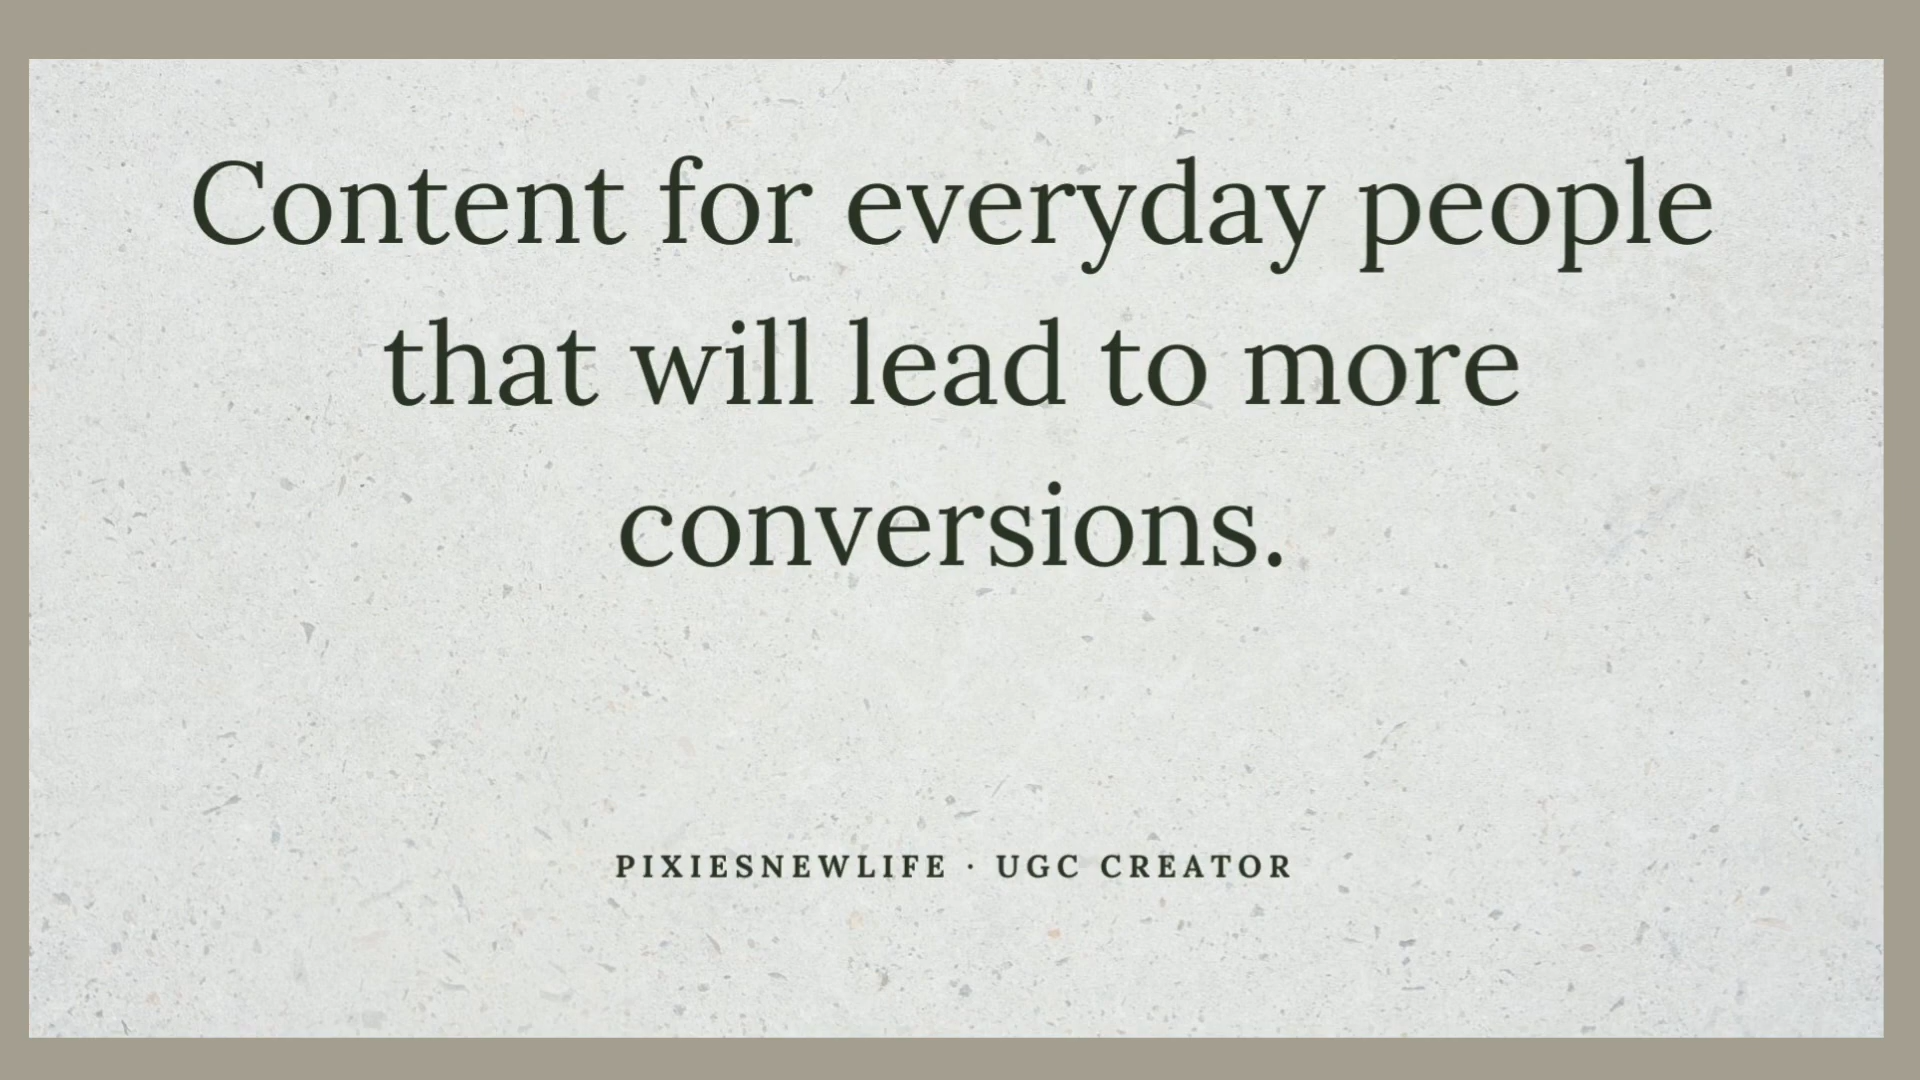 Content for everyday people
that will lead to more
conversions.
PIXIESNEWLIFE · UGC CREATOR